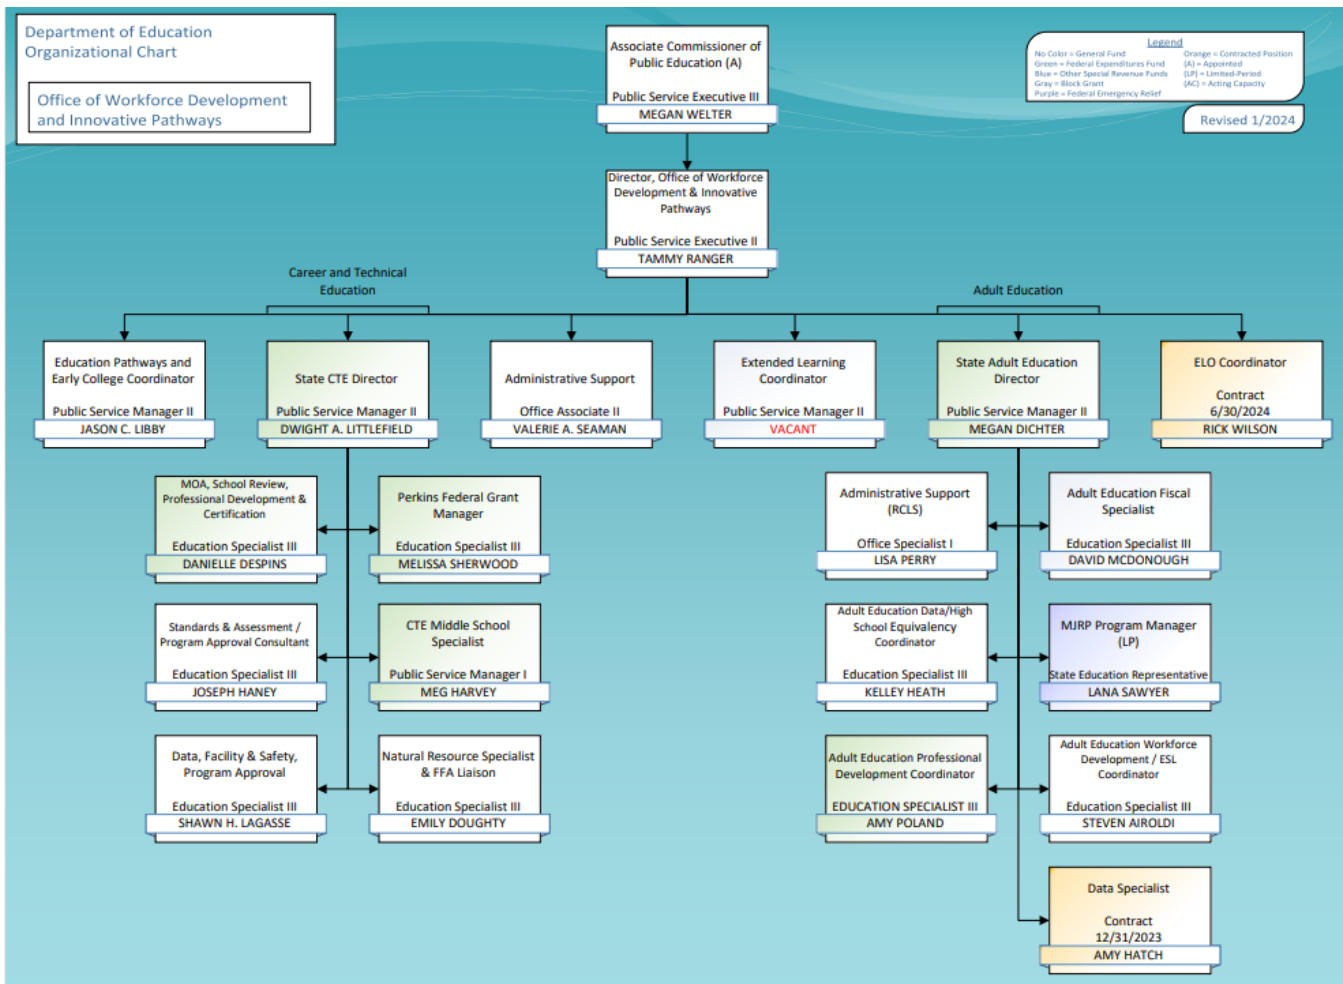 Department of Education
Organizational Chart
Office of Workforce Development
and Innovative Pathways
Associate Commissioner of
Public Education (A)
Public Service Executive III
MEGAN WELTER
Legend
No Color = General Fund
Green = Federal Expenditures Fund
Blue = Other Special Revenue Funds
Gray = Block Grant
Purple = Federal Emergency Relief
Orange = Contracted Position
(A) = Appointed
(LP) = Limited-Period
(AC) = Acting Capacity
Revised 1/2024
Director, Office of Workforce
Development & Innovative
Pathways
Public Service Executive II
TAMMY RANGER
Career and Technical
Education
Adult Education
Education Pathways and
Early College Coordinator
Public Service Manager II
JASON C. LIBBY
State CTE Director
Public Service Manager II
DWIGHT A. LITTLEFIELD
Administrative Support
Office Associate II
VALERIE A. SEAMAN
Extended Learning
Coordinator
Public Service Manager II
VACANT
State Adult Education
Director
Public Service Manager II
MEGAN DICHTER
ELO Coordinator
Contract
6/30/2024
RICK WILSON
MOA, School Review,
Professional Development &
Certification
Education Specialist III
DANIELLE DESPINS
Perkins Federal Grant
Manager
Education Specialist III
MELISSA SHERWOOD
Administrative Support
(RCLS)
Office Specialist I
LISA PERRY
Adult Education Fiscal
Specialist
Education Specialist III
DAVID MCDONOUGH
Standards & Assessment /
Program Approval Consultant
Education Specialist III
JOSEPH HANEY
CTE Middle School
Specialist
Public Service Manager I
MEG HARVEY
Adult Education Data/High
School Equivalency
Coordinator
Education Specialist III
KELLEY HEATH
MJRP Program Manager
(LP)
State Education Representative
LANA SAWYER
Data, Facility & Safety,
Program Approval
Education Specialist III
SHAWN H. LAGASSE
Natural Resource Specialist
& FFA Liaison
Education Specialist III
EMILY DOUGHTY
Adult Education Professional
Development Coordinator
EDUCATION SPECIALIST III
AMY POLAND
Adult Education Workforce
Development / ESL
Coordinator
Education Specialist III
STEVEN AIROLDI
Data Specialist
Contract
12/31/2023
AMY HATCH